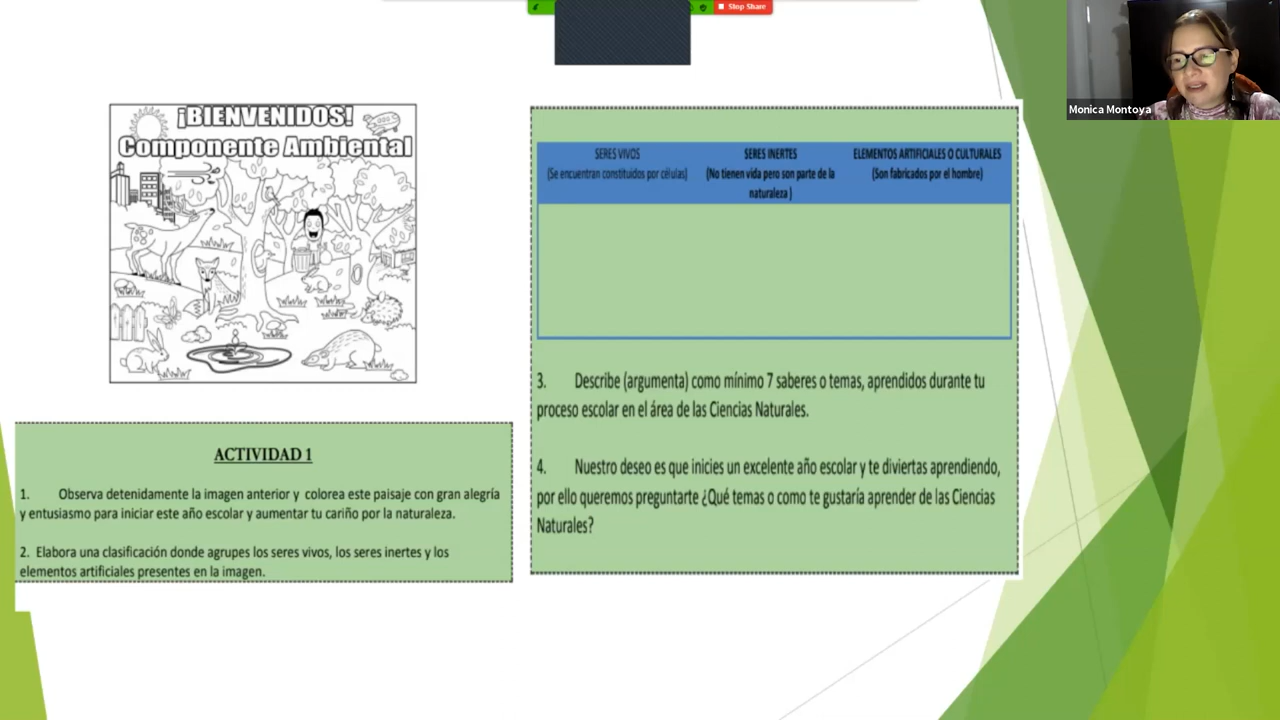 Stop Share
Monica Montoya
¡BIENVENIDOS!
Componente Ambiental
ACTIVIDAD 1
1. Observa detenidamente la imagen anterior y colorea este paisaje con gran alegría
y entusiasmo para iniciar este año escolar y aumentar tu cariño por la naturaleza.
2. Elabora una clasificación donde agrupes los seres vivos, los seres inertes y los
elementos artificiales presentes en la imagen.
SERES VIVOS
(Se encuentran constituidos por células)
SERES INERTES
(No tienen vida pero son parte de la
naturaleza )
ELEMENTOS ARTIFICIALES O CULTURALES
(Son fabricados por el hombre)
3. Describe (argumenta) como mínimo 7 saberes o temas, aprendidos durante tu
proceso escolar en el área de las Ciencias Naturales.
4. Nuestro deseo es que inicies un excelente año escolar y te diviertas aprendiendo,
por ello queremos preguntarte ¿Qué temas o como te gustaría aprender de las Ciencias
Naturales?